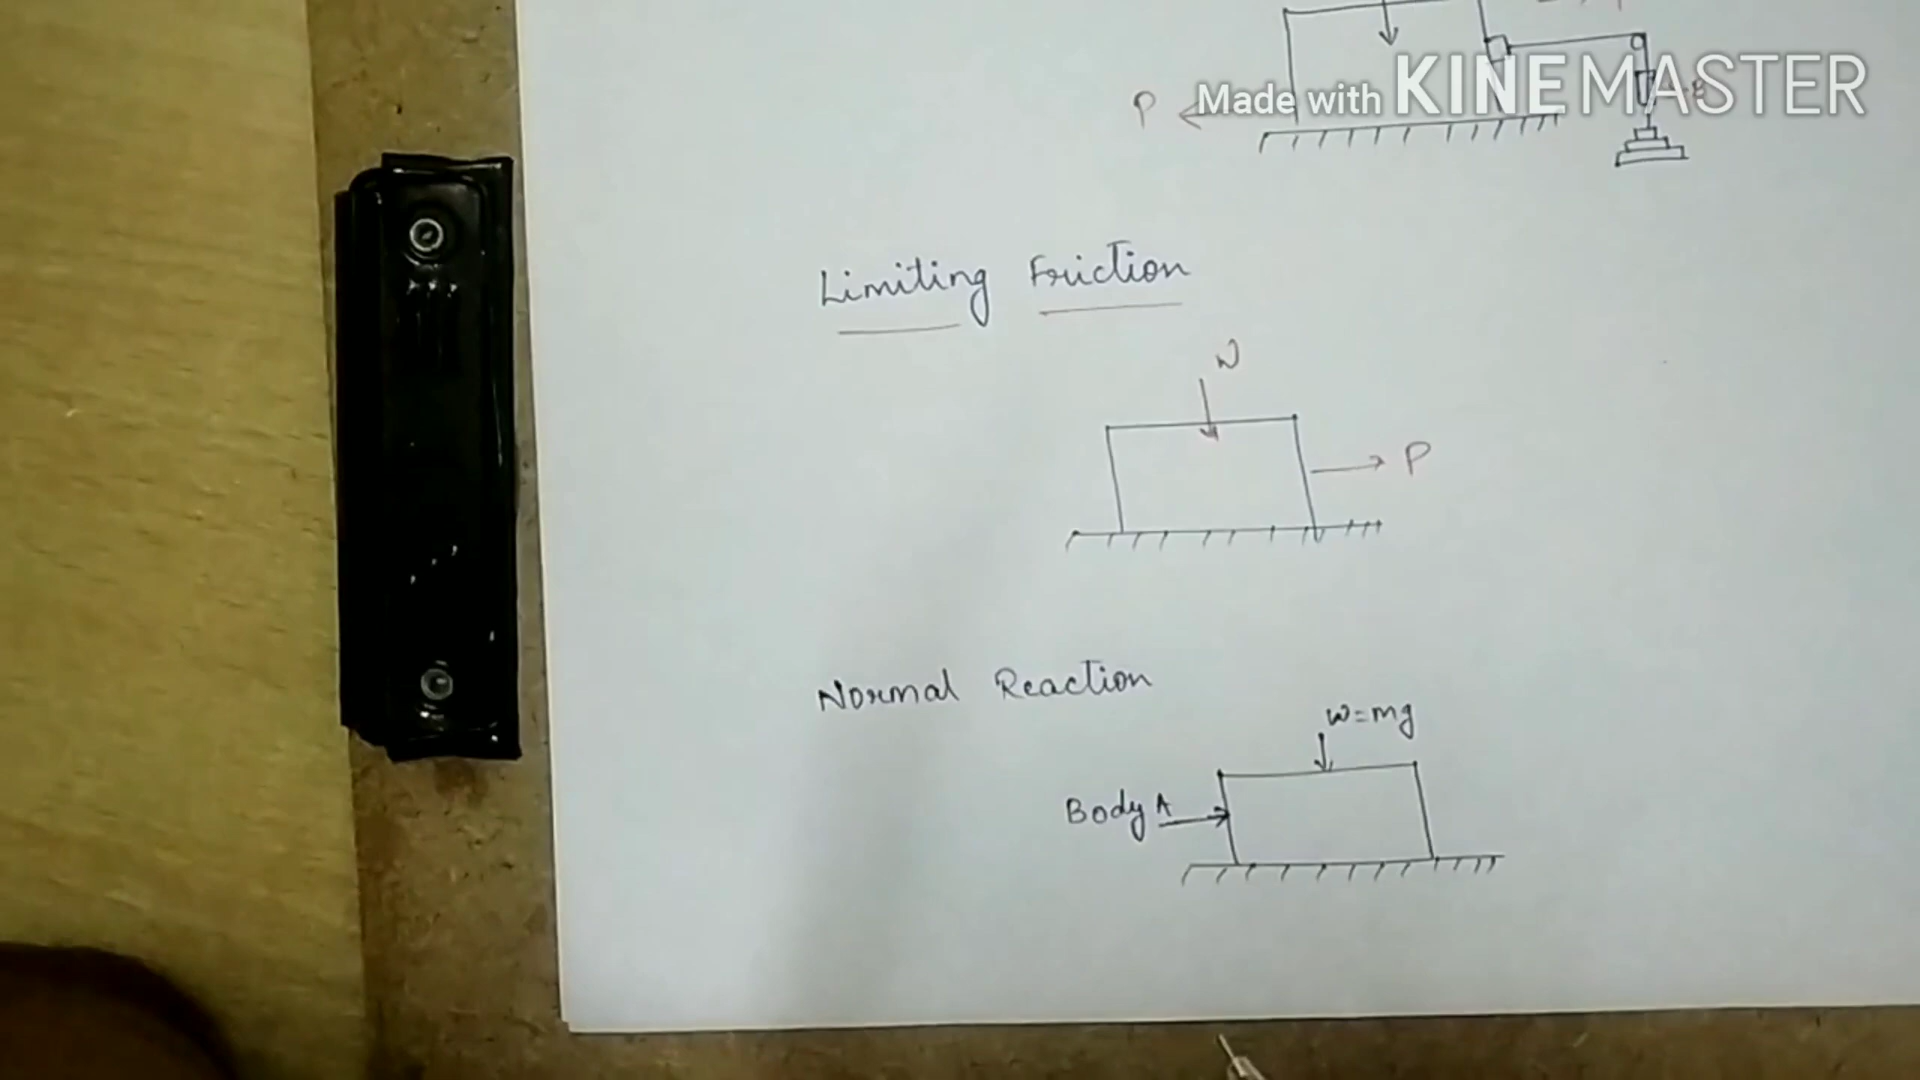 P
Made with KINEMASTER
Limiting Friction
W
P
Normal Reaction
W=mg
Body A